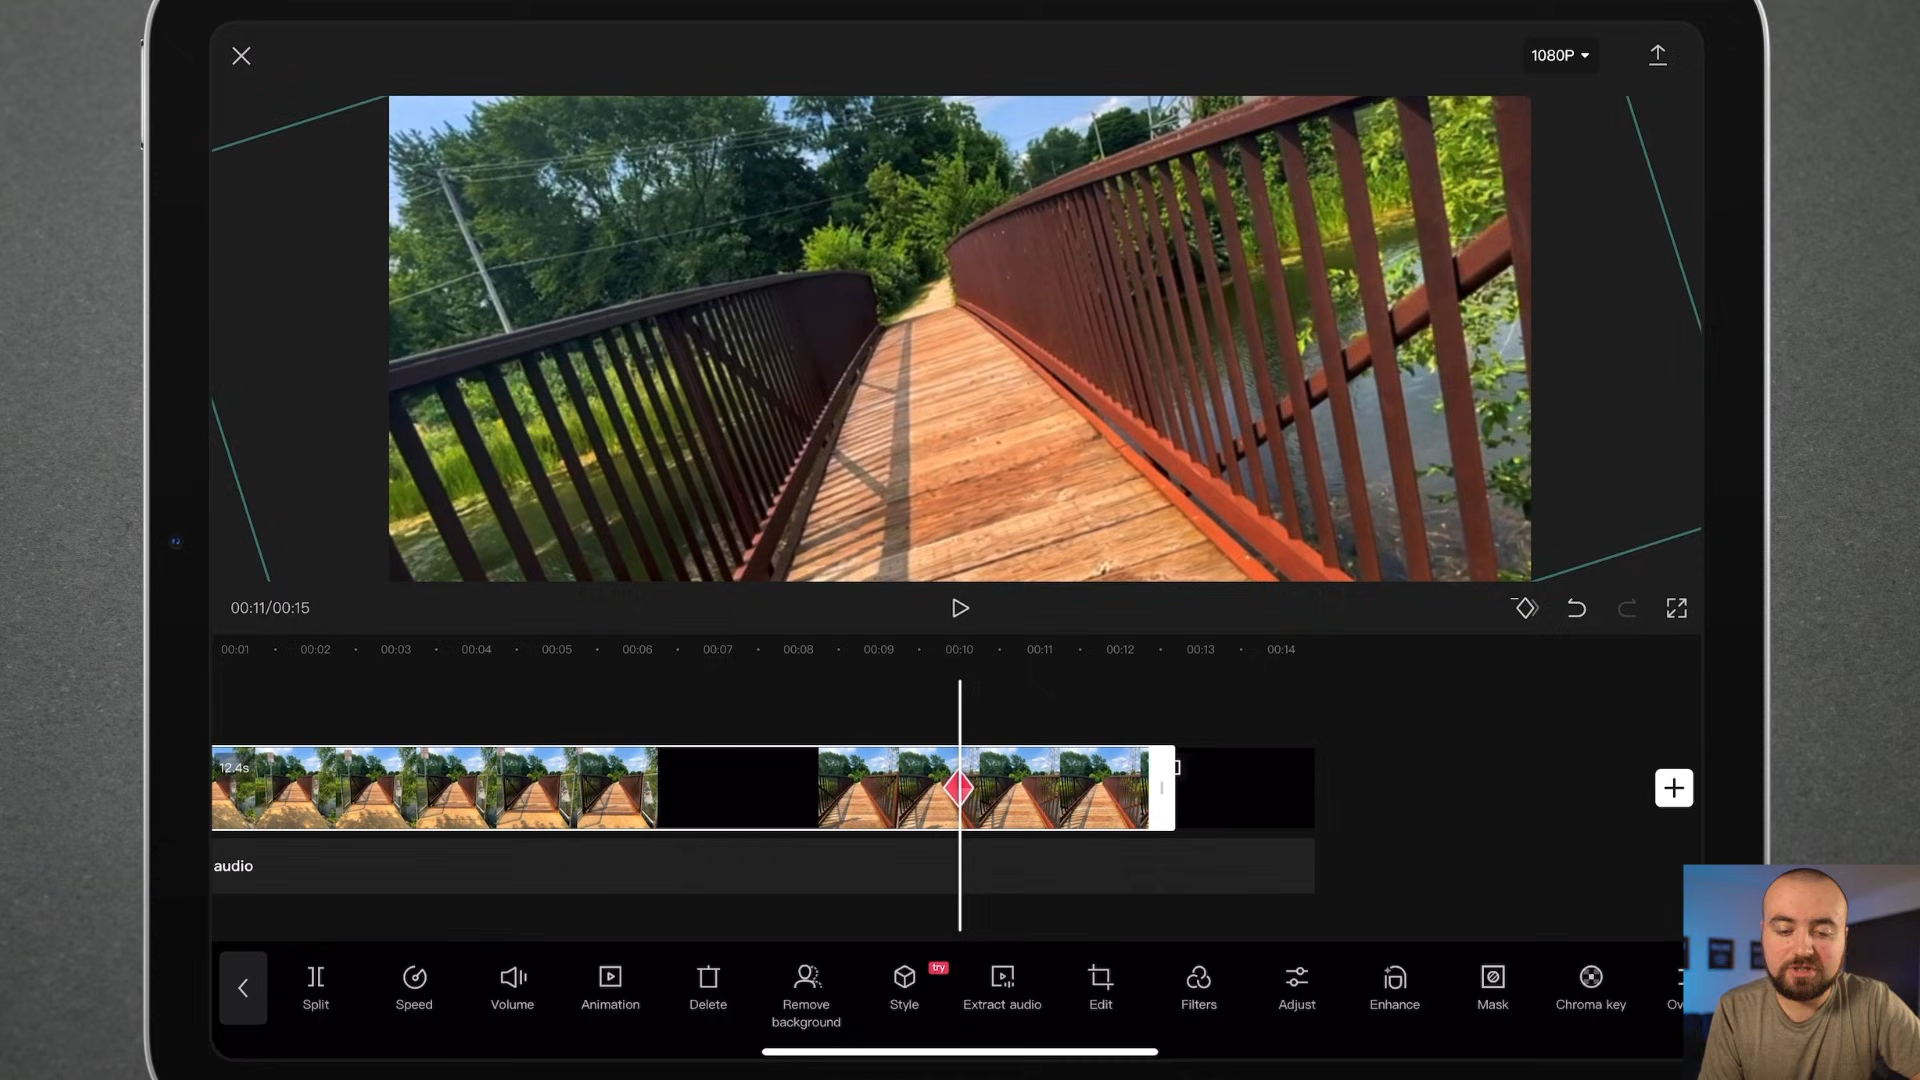 1080P
00:11/00:15
00:01 00:02 00:03 00:04 00:05 00:06 00:07 00:08 00:09 00:10 00:11 00:12 00:13 00:14
12.4s
audio
try
Split Speed Volume Animation Delete Remove background Style Extract audio Edit Filters Adjust Enhance Mask Chroma key